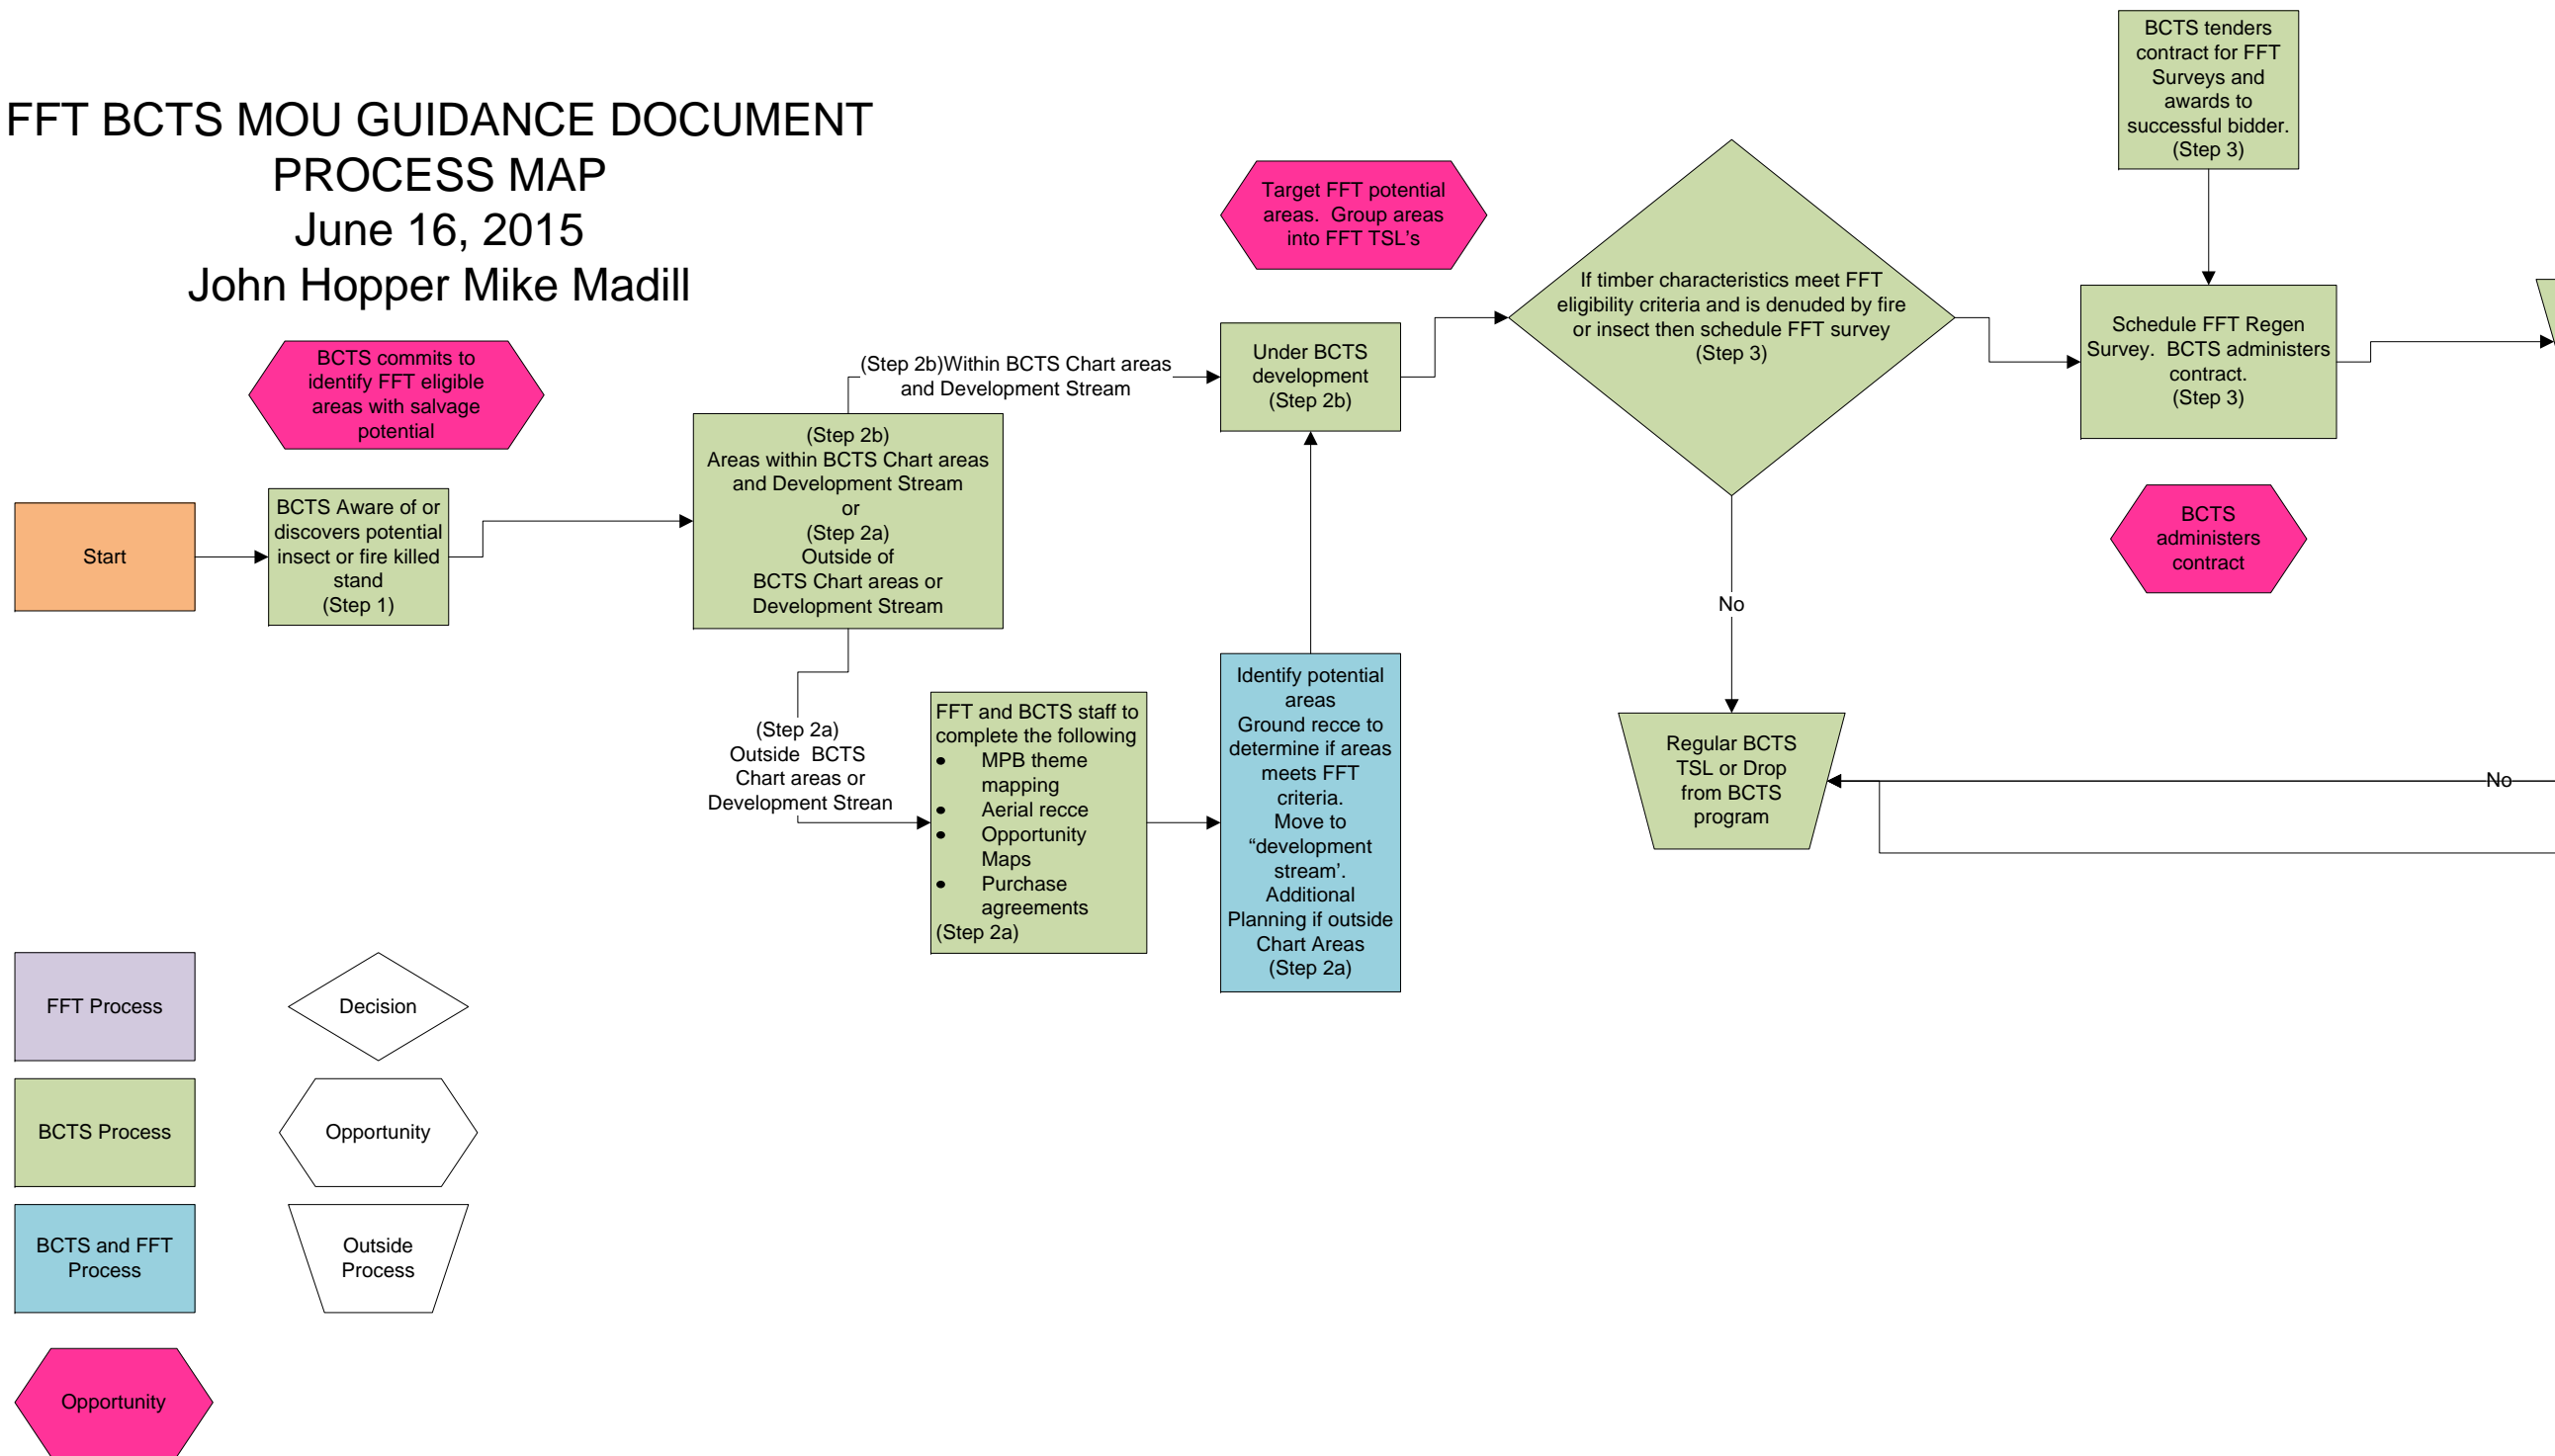 FFT BCTS MOU GUIDANCE DOCUMENT
PROCESS MAP
June 16, 2015
John Hopper Mike Madill
BCTS commits to
identify FFT eligible
areas with salvage
potential
Start
BCTS Aware of or
discovers potential
insect or fire killed
stand
(Step 1)
(Step 2b)
Areas within BCTS Chart areas
and Development Stream
or
(Step 2a)
Outside of
BCTS Chart areas or
Development Stream
(Step 2b)Within BCTS Chart areas
and Development Stream
(Step 2a)
Outside  BCTS
Chart areas or
Development Strean
FFT and BCTS staff to
complete the following
• MPB theme
mapping
• Aerial recce
• Opportunity
Maps
• Purchase
agreements
(Step 2a)
Identify potential
areas
Ground recce to
determine if areas
meets FFT
criteria.
Move to
“development
stream’.
Additional
Planning if outside
Chart Areas
(Step 2a)
Under BCTS
development
(Step 2b)
Target FFT potential
areas.  Group areas
into FFT TSL’s
If timber characteristics meet FFT
eligibility criteria and is denuded by fire
or insect then schedule FFT survey
(Step 3)
No
Regular BCTS
TSL or Drop
from BCTS
program
No
BCTS tenders
contract for FFT
Surveys and
awards to
successful bidder.
(Step 3)
Schedule FFT Regen
Survey.  BCTS administers
contract.
(Step 3)
BCTS
administers
contract
FFT Process
Decision
BCTS Process
Opportunity
BCTS and FFT
Process
Outside
Process
Opportunity